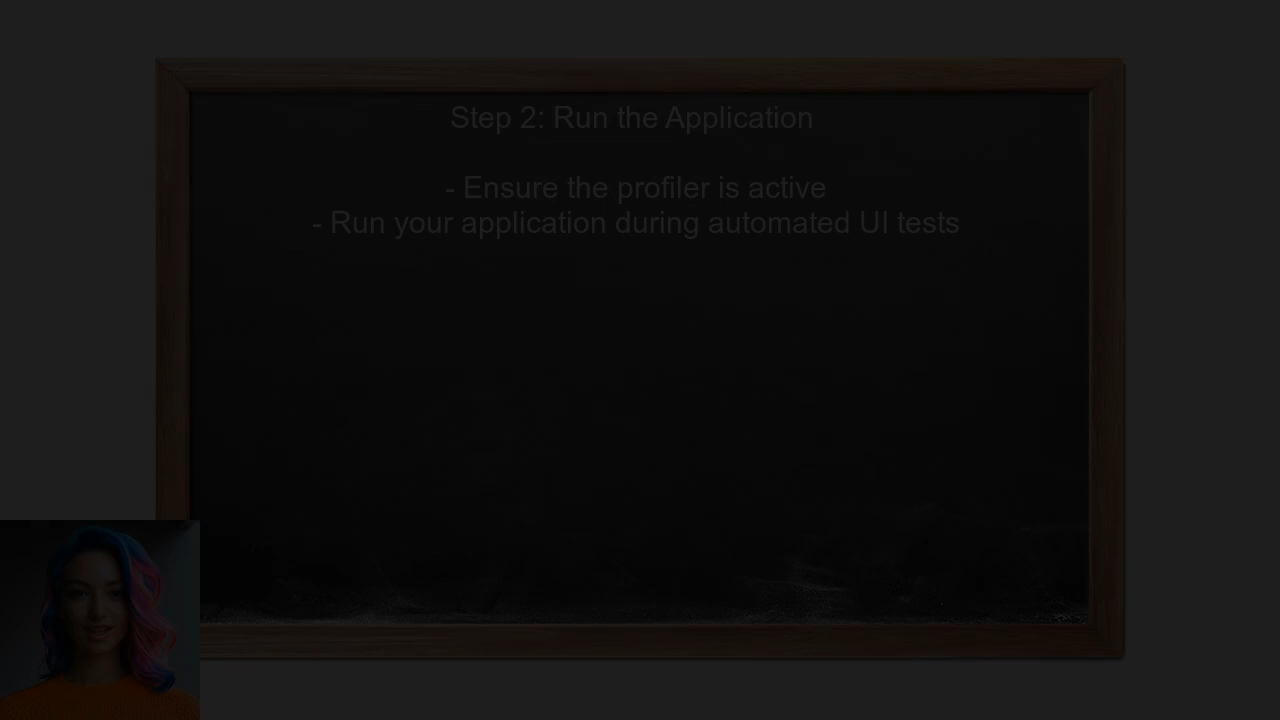 Step 2: Run the Application
- Ensure the profiler is active
- Run your application during automated UI tests